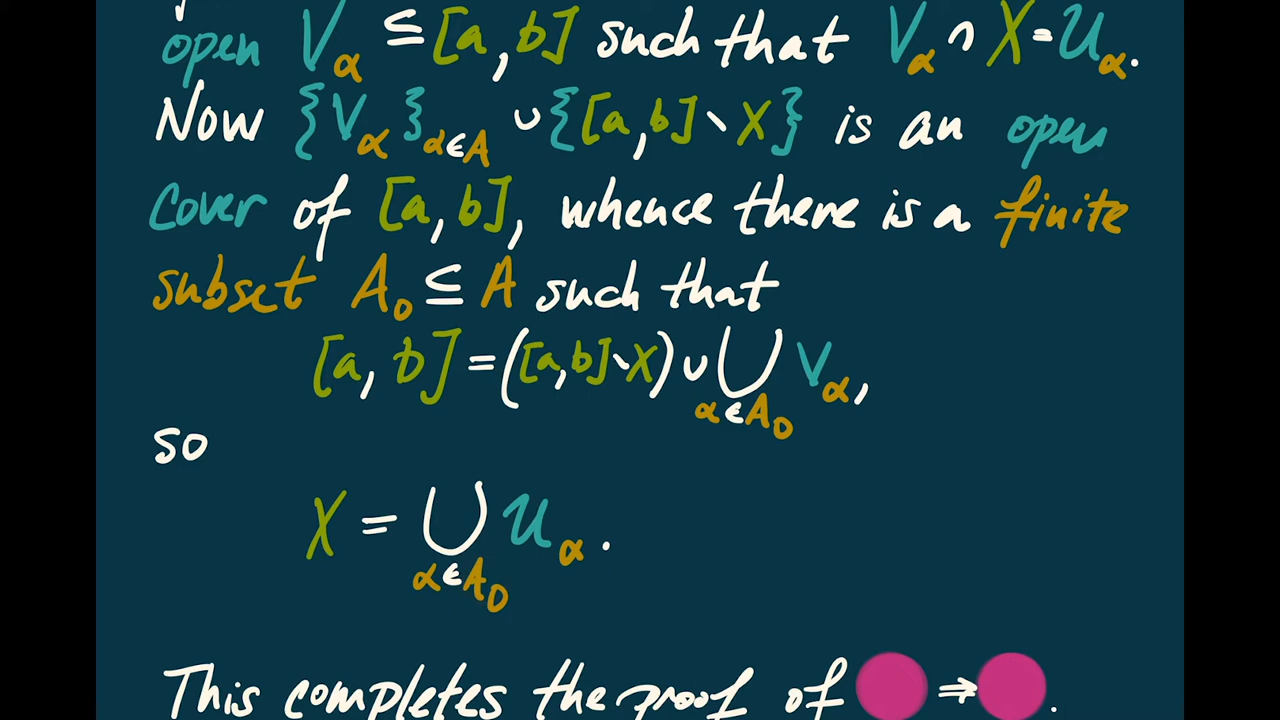 open V_α ⊆ [a, b] such that V_α ∩ X = U_α.
Now {V_α}_{α∈A} ∪ {[a, b] ∖ X} is an open
cover of [a, b], whence there is a finite
subset A_0 ⊆ A such that
[a, b] = ([a, b] ∖ X) ∪ ⋃_{α∈A_0} V_α,
so
X = ⋃_{α∈A_0} U_α.
This completes the proof of ⇒ .